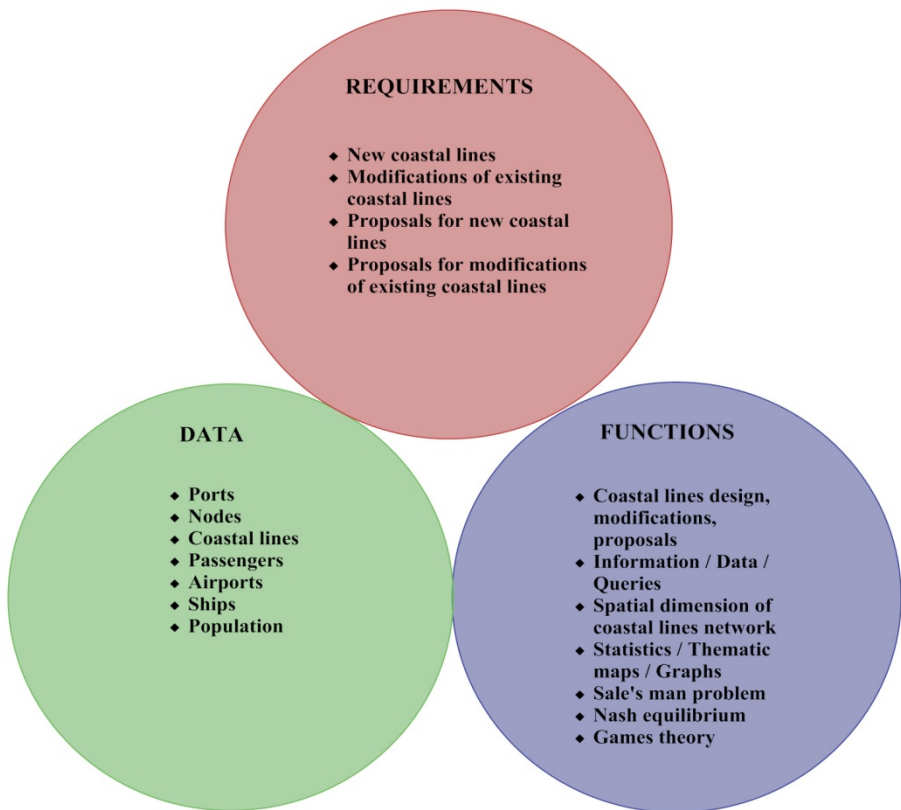 REQUIREMENTS
◆ New coastal lines
◆ Modifications of existing
coastal lines
◆ Proposals for new coastal
lines
◆ Proposals for modifications
of existing coastal lines
DATA
◆ Ports
◆ Nodes
◆ Coastal lines
◆ Passengers
◆ Airports
◆ Ships
◆ Population
FUNCTIONS
◆ Coastal lines design,
modifications,
proposals
◆ Information / Data /
Queries
◆ Spatial dimension of
coastal lines network
◆ Statistics / Thematic
maps / Graphs
◆ Sale's man problem
◆ Nash equilibrium
◆ Games theory